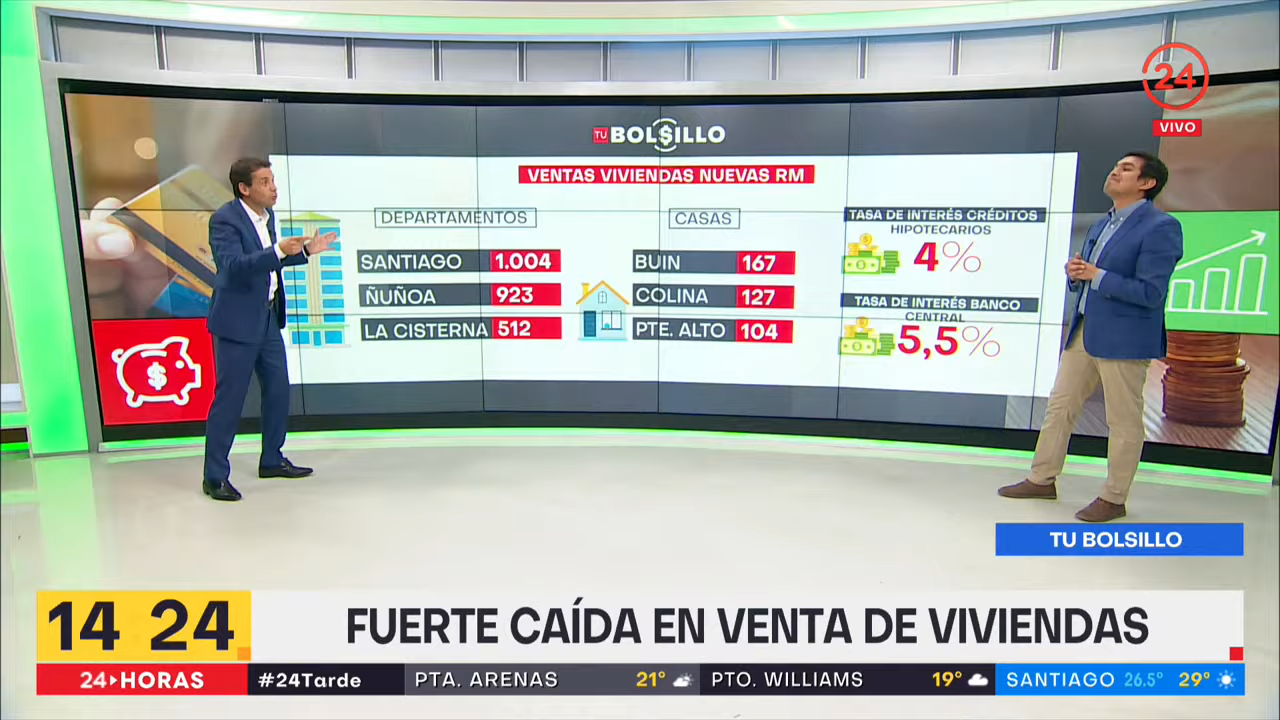 24
VIVO
TU BOLSILLO
VENTAS VIVIENDAS NUEVAS RM
DEPARTAMENTOS
SANTIAGO 1.004
ÑUÑOA 923
LA CISTERNA 512
CASAS
BUIN 167
COLINA 127
PTE. ALTO 104
TASA DE INTERÉS CRÉDITOS
HIPOTECARIOS
4%
TASA DE INTERÉS BANCO
CENTRAL
5,5%
$
TU BOLSILLO
14 24
FUERTE CAÍDA EN VENTA DE VIVIENDAS
24 HORAS #24Tarde PTA. ARENAS 21° PTO. WILLIAMS 19° SANTIAGO 26.5° 29°